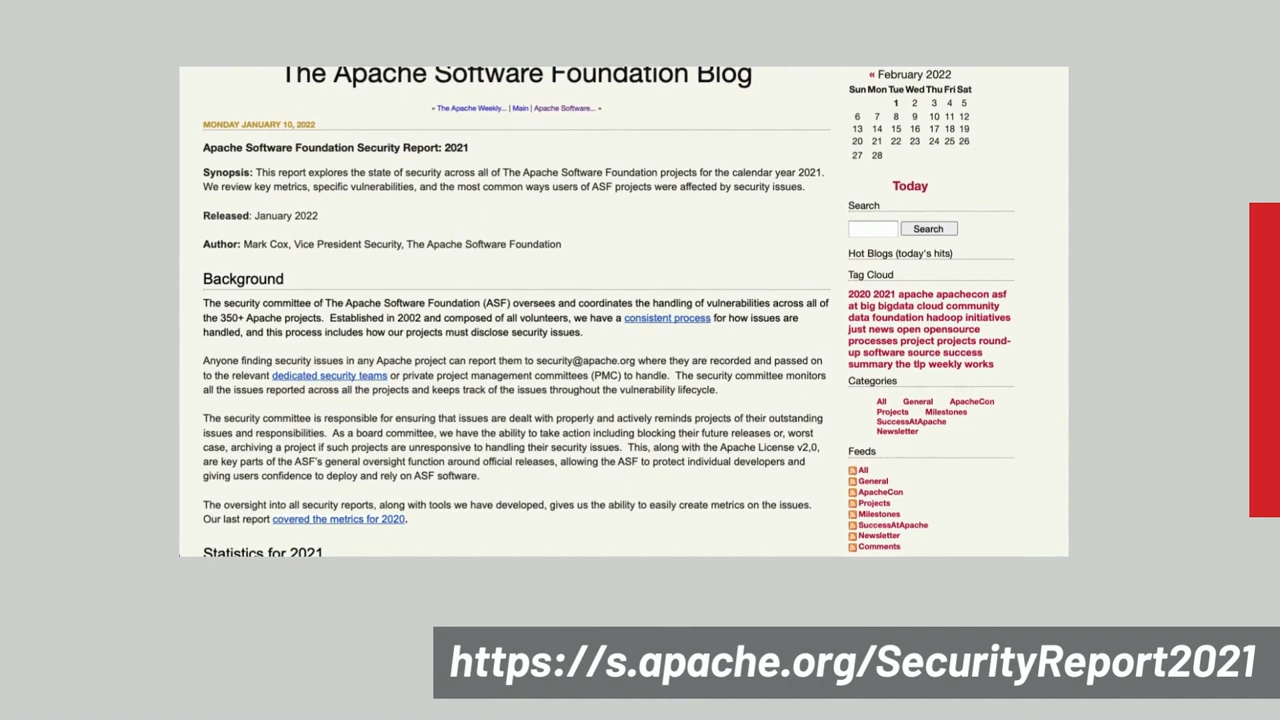 The Apache Software Foundation Blog
« The Apache Weekly... | Main | Apache Software... »
MONDAY JANUARY 10, 2022
Apache Software Foundation Security Report: 2021
Synopsis: This report explores the state of security across all of The Apache Software Foundation projects for the calendar year 2021.
We review key metrics, specific vulnerabilities, and the most common ways users of ASF projects were affected by security issues.
Released: January 2022
Author: Mark Cox, Vice President Security, The Apache Software Foundation
Background
The security committee of The Apache Software Foundation (ASF) oversees and coordinates the handling of vulnerabilities across all of
the 350+ Apache projects. Established in 2002 and composed of all volunteers, we have a consistent process for how issues are
handled, and this process includes how our projects must disclose security issues.
Anyone finding security issues in any Apache project can report them to security@apache.org where they are recorded and passed on
to the relevant dedicated security teams or private project management committees (PMC) to handle. The security committee monitors
all the issues reported across all the projects and keeps track of the issues throughout the vulnerability lifecycle.
The security committee is responsible for ensuring that issues are dealt with properly and actively reminds projects of their outstanding
issues and responsibilities. As a board committee, we have the ability to take action including blocking their future releases or, worst
case, archiving a project if such projects are unresponsive to handling their security issues. This, along with the Apache License v2,0,
are key parts of the ASF's general oversight function around official releases, allowing the ASF to protect individual developers and
giving users confidence to deploy and rely on ASF software.
The oversight into all security reports, along with tools we have developed, gives us the ability to easily create metrics on the issues.
Our last report covered the metrics for 2020.
Statistics for 2021
« February 2022
Sun Mon Tue Wed Thu Fri Sat
1 2 3 4 5
6 7 8 9 10 11 12
13 14 15 16 17 18 19
20 21 22 23 24 25 26
27 28
Today
Search
Search
Hot Blogs (today's hits)
Tag Cloud
2020 2021 apache apachecon asf
at big bigdata cloud community
data foundation hadoop initiatives
just news open opensource
processes project projects round-
up software source success
summary the tlp weekly works
Categories
All General ApacheCon
Projects Milestones
SuccessAtApache
Newsletter
Feeds
All
General
ApacheCon
Projects
Milestones
SuccessAtApache
Newsletter
Comments
https://s.apache.org/SecurityReport2021